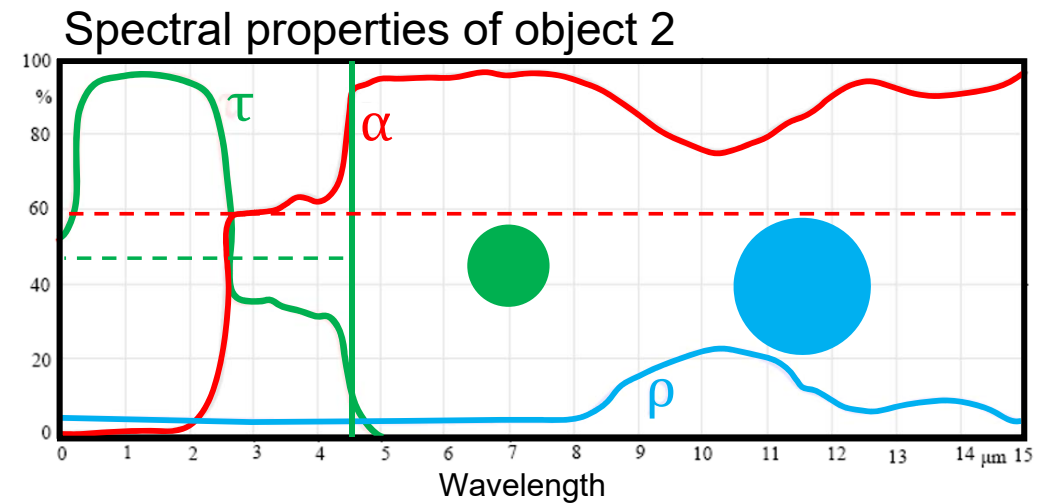 Spectral properties of object 2
100
%
80
60
40
20
0
τ
α
ρ
0 1 2 3 4 5 6 7 8 9 10 11 12 13 14 μm 15
Wavelength